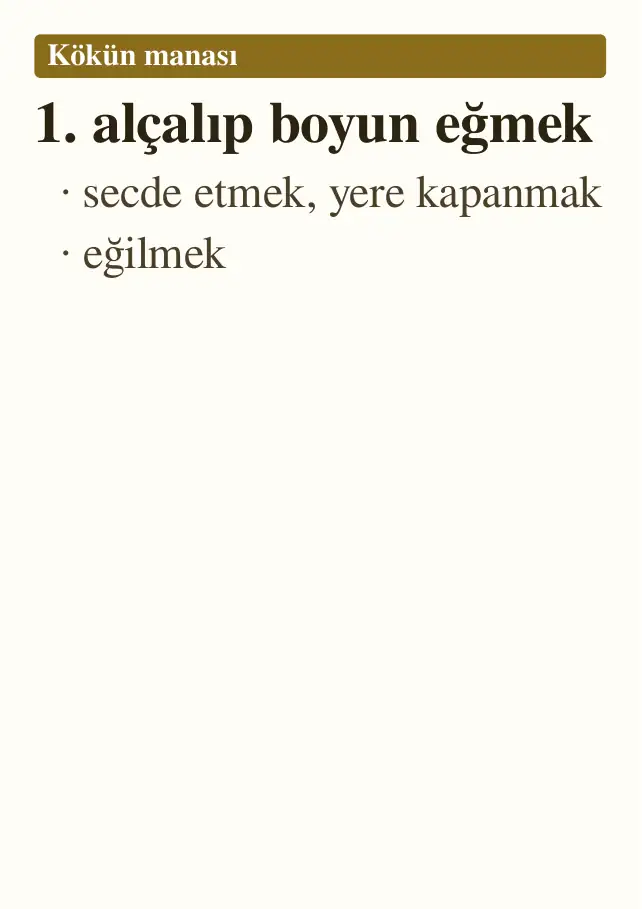 Kökün manası
1. alçalıp boyun eğmek
· secde etmek, yere kapanmak
· eğilmek